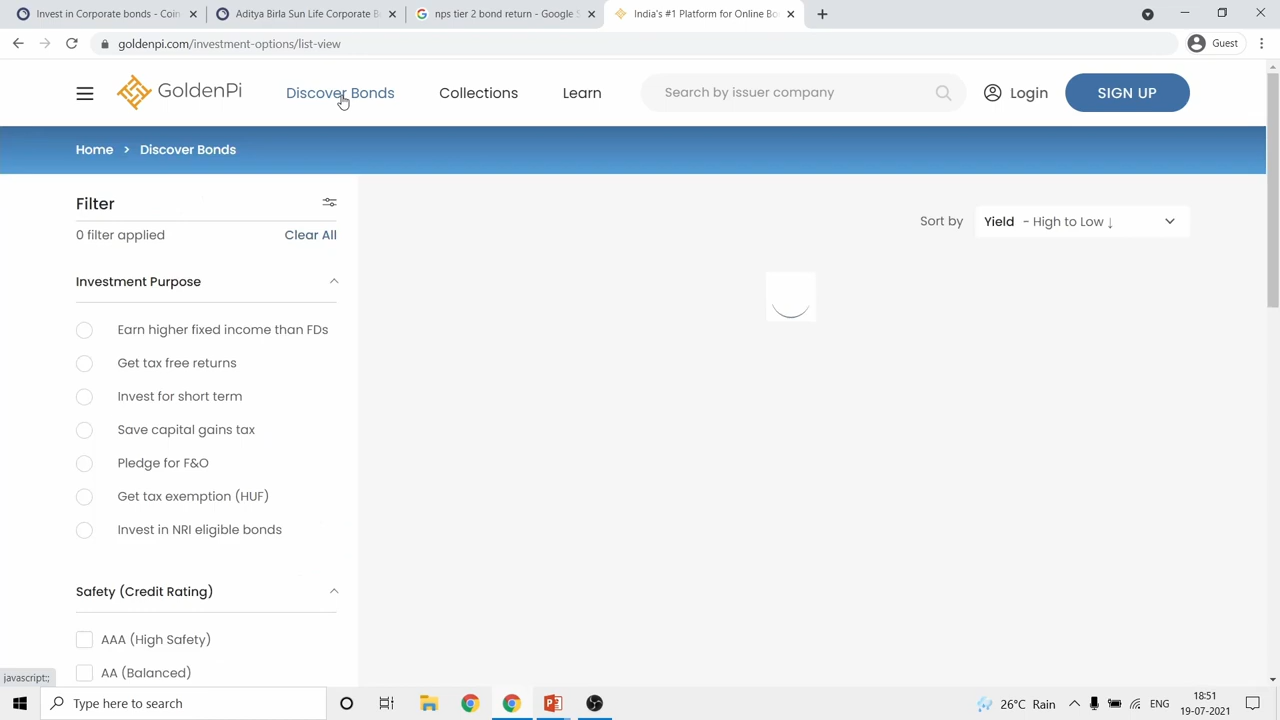 Invest in Corporate bonds - Coin
Aditya Birla Sun Life Corporate B
nps tier 2 bond return - Google S
India's #1 Platform for Online Bo
goldenpi.com/investment-options/list-view
Guest
GoldenPi
Discover Bonds
Collections
Learn
Search by issuer company
Login
SIGN UP
Home > Discover Bonds
Filter
0 filter applied
Clear All
Sort by
Yield - High to Low ↓
Investment Purpose
Earn higher fixed income than FDs
Get tax free returns
Invest for short term
Save capital gains tax
Pledge for F&O
Get tax exemption (HUF)
Invest in NRI eligible bonds
Safety (Credit Rating)
AAA (High Safety)
AA (Balanced)
javascript:;
Type here to search
26°C Rain
ENG
18:51
19-07-2021